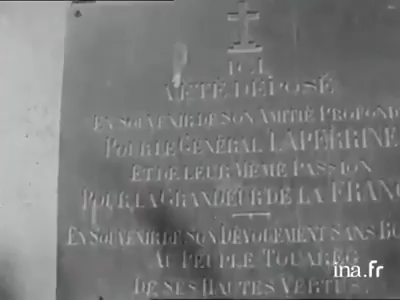 ICI
A ÉTÉ DÉPOSÉ
EN SOUVENIR DE SON AMITIÉ PROFOND
POUR LE GÉNÉRAL LAPERRINE
ET DE LEUR MÊME PASSION
POUR LA GRANDEUR DE LA FRAN
EN SOUVENIR DE SON DÉVOUEMENT SANS BO
AU PEUPLE TOUAREG
DE SES HAUTES VERTUS
ina.fr